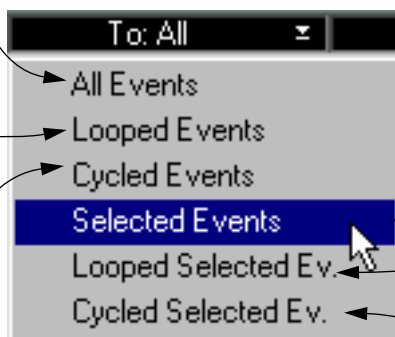 To: All
All Events
Looped Events
Cycled Events
Selected Events
Looped Selected Ev.
Cycled Selected Ev.